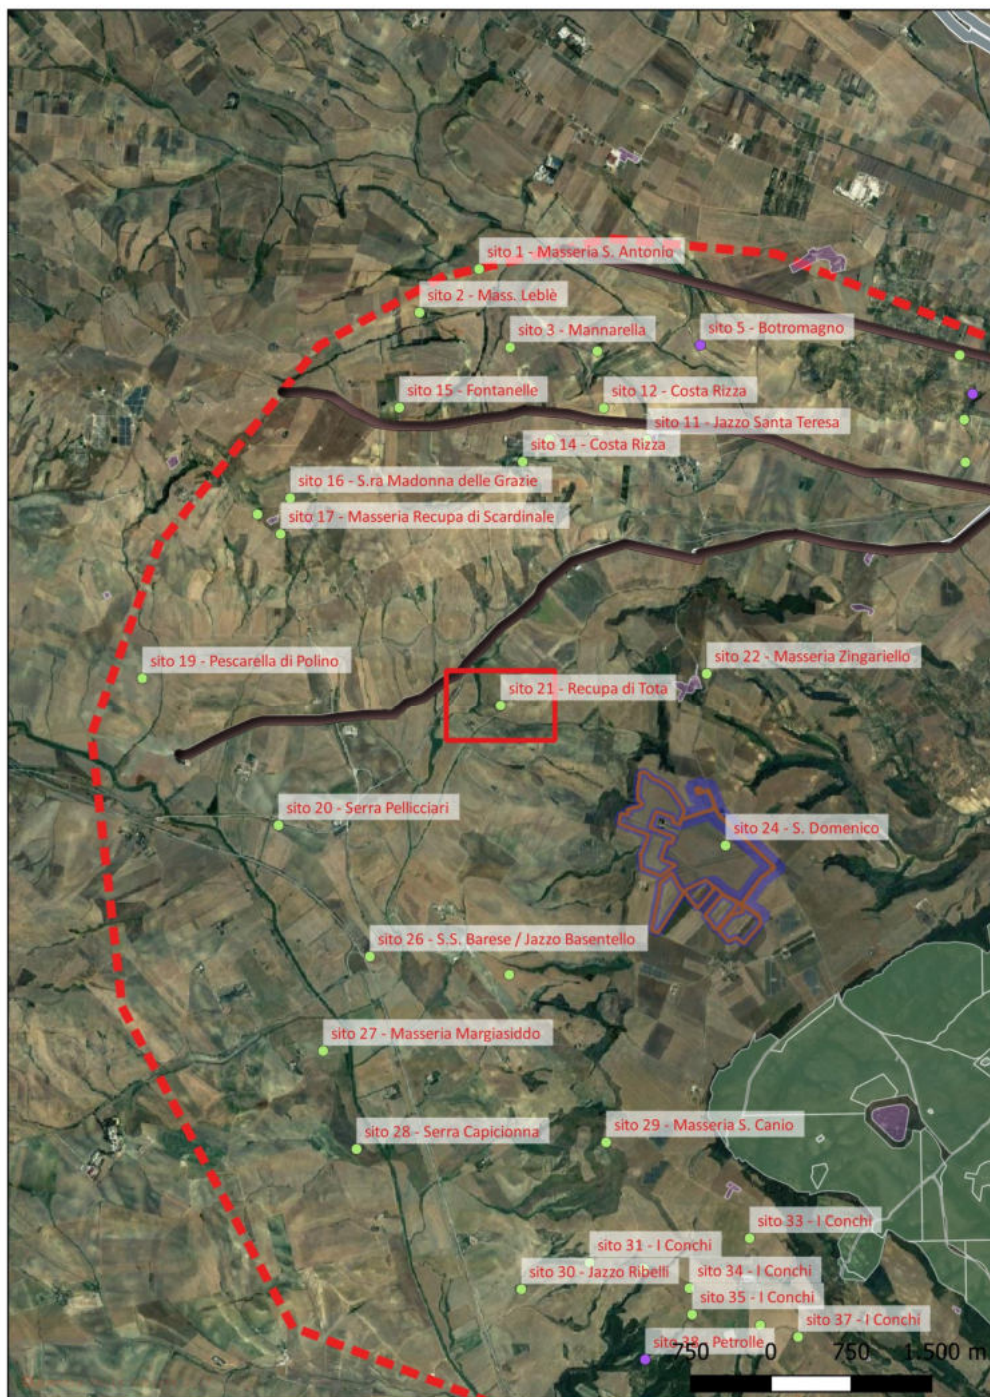 sito 1 - Masseria S. Antonio
sito 2 - Mass. Leblè
sito 3 - Mannarella
sito 5 - Botromagno
sito 15 - Fontanelle
sito 12 - Costa Rizza
sito 11 - Jazzo Santa Teresa
sito 14 - Costa Rizza
sito 16 - S.ra Madonna delle Grazie
sito 17 - Masseria Recupa di Scardinale
sito 19 - Pescarella di Polino
sito 22 - Masseria Zingariello
sito 21 - Recupa di Tota
sito 20 - Serra Pellicciari
sito 24 - S. Domenico
sito 26 - S.S. Barese / Jazzo Basentello
sito 27 - Masseria Margiasiddo
sito 28 - Serra Capicionna
sito 29 - Masseria S. Canio
sito 33 - I Conchi
sito 31 - I Conchi
sito 30 - Jazzo Ribelli
sito 34 - I Conchi
sito 35 - I Conchi
sito 37 - I Conchi
sito 38 - Petrolle
750 0 750 1.500 m